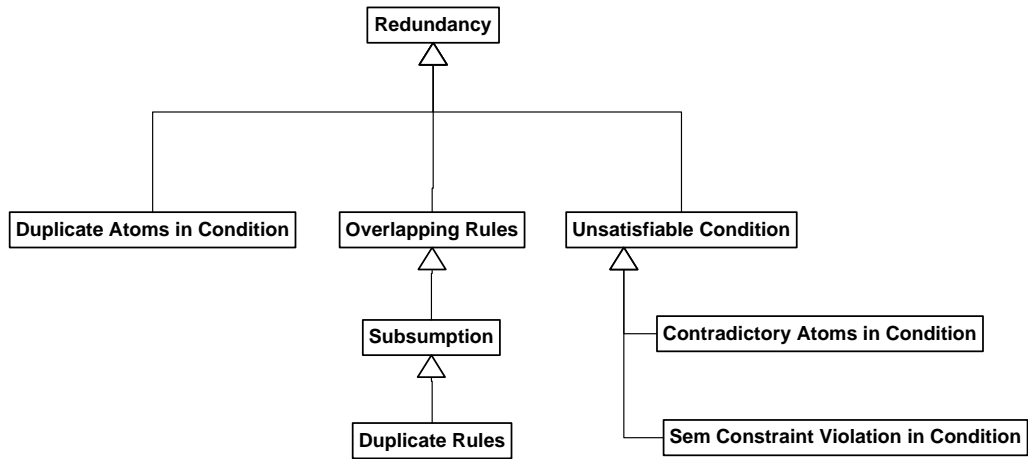 Redundancy
Duplicate Atoms in Condition
Overlapping Rules
Unsatisfiable Condition
Subsumption
Contradictory Atoms in Condition
Duplicate Rules
Sem Constraint Violation in Condition